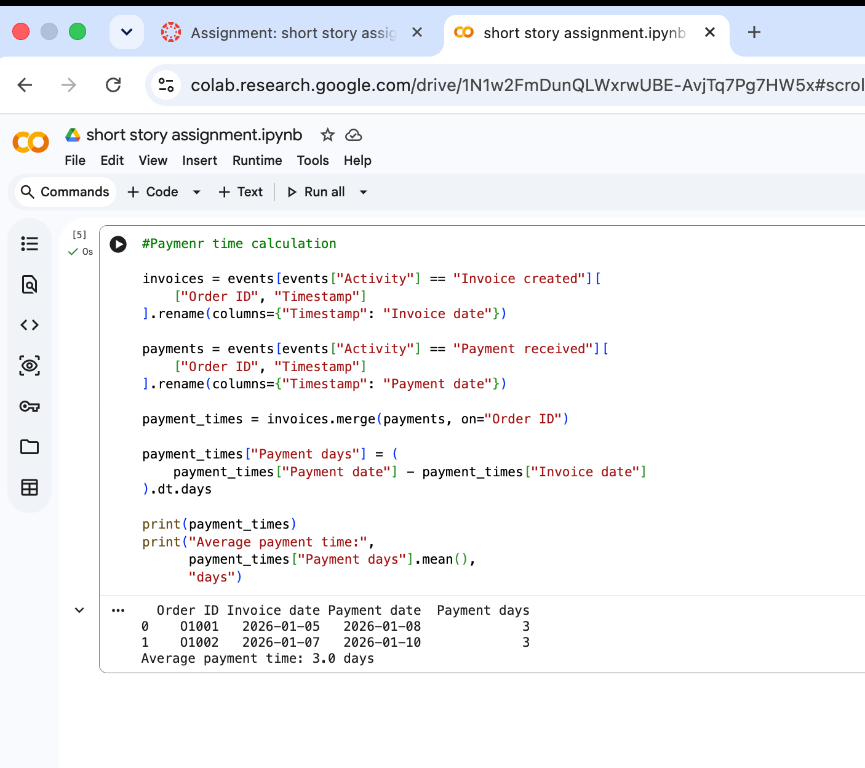 Assignment: short story assig
short story assignment.ipynb
colab.research.google.com/drive/1N1w2FmDunQLWxrwUBE-AvjTq7Pg7HW5x#scrol
short story assignment.ipynb
File Edit View Insert Runtime Tools Help
Commands + Code + Text Run all
[5]
0s
#Paymenr time calculation
invoices = events[events["Activity"] == "Invoice created"][
["Order ID", "Timestamp"]
].rename(columns={"Timestamp": "Invoice date"})
payments = events[events["Activity"] == "Payment received"][
["Order ID", "Timestamp"]
].rename(columns={"Timestamp": "Payment date"})
payment_times = invoices.merge(payments, on="Order ID")
payment_times["Payment days"] = (
payment_times["Payment date"] - payment_times["Invoice date"]
).dt.days
print(payment_times)
print("Average payment time:",
payment_times["Payment days"].mean(),
"days")
Order ID Invoice date Payment date Payment days
0 O1001 2026-01-05 2026-01-08 3
1 O1002 2026-01-07 2026-01-10 3
Average payment time: 3.0 days